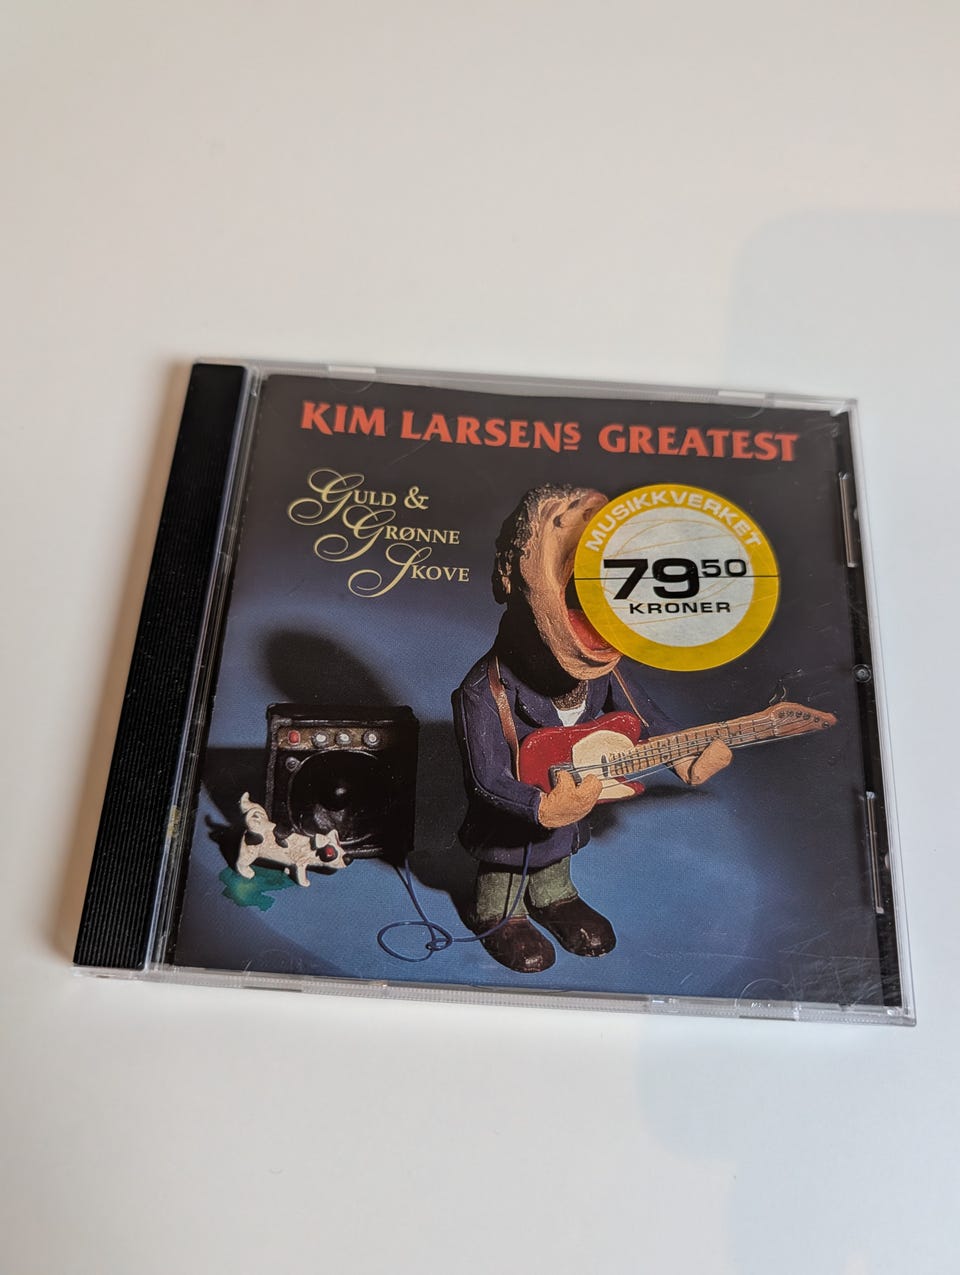 KIM LARSENS GREATEST
GULD &
GRØNNE
SKOVE
MUSIKKVERKET
7950
KRONER